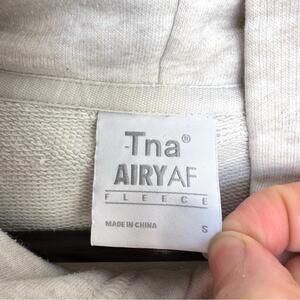 Tna®
AIRYAF
FLEECE
MADE IN CHINA
S